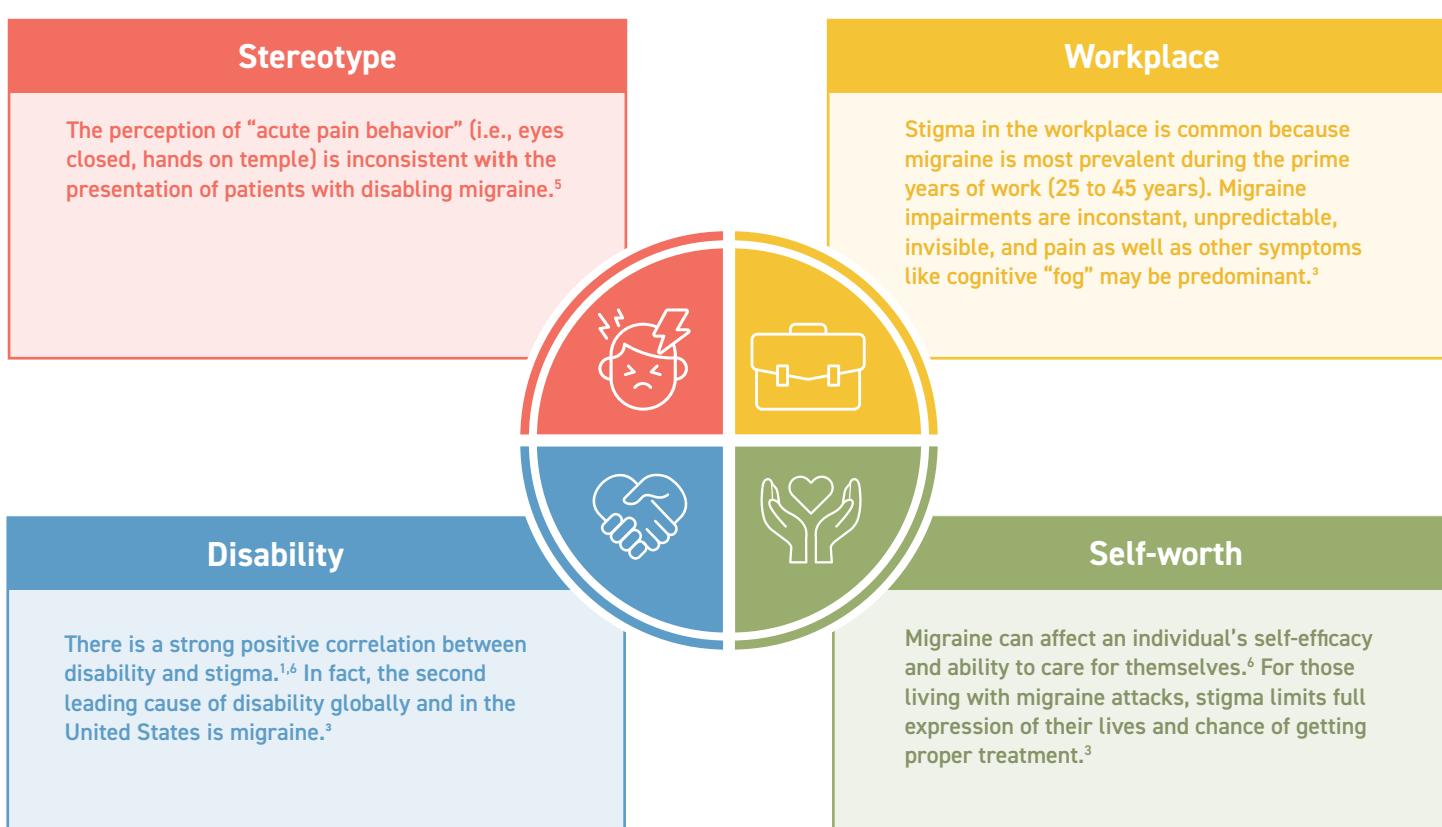 Stereotype
The perception of “acute pain behavior” (i.e., eyes
closed, hands on temple) is inconsistent with the
presentation of patients with disabling migraine.⁵
Workplace
Stigma in the workplace is common because
migraine is most prevalent during the prime
years of work (25 to 45 years). Migraine
impairments are inconstant, unpredictable,
invisible, and pain as well as other symptoms
like cognitive “fog” may be predominant.³
Disability
There is a strong positive correlation between
disability and stigma.¹,⁶ In fact, the second
leading cause of disability globally and in the
United States is migraine.³
Self-worth
Migraine can affect an individual’s self-efficacy
and ability to care for themselves.⁶ For those
living with migraine attacks, stigma limits full
expression of their lives and chance of getting
proper treatment.³